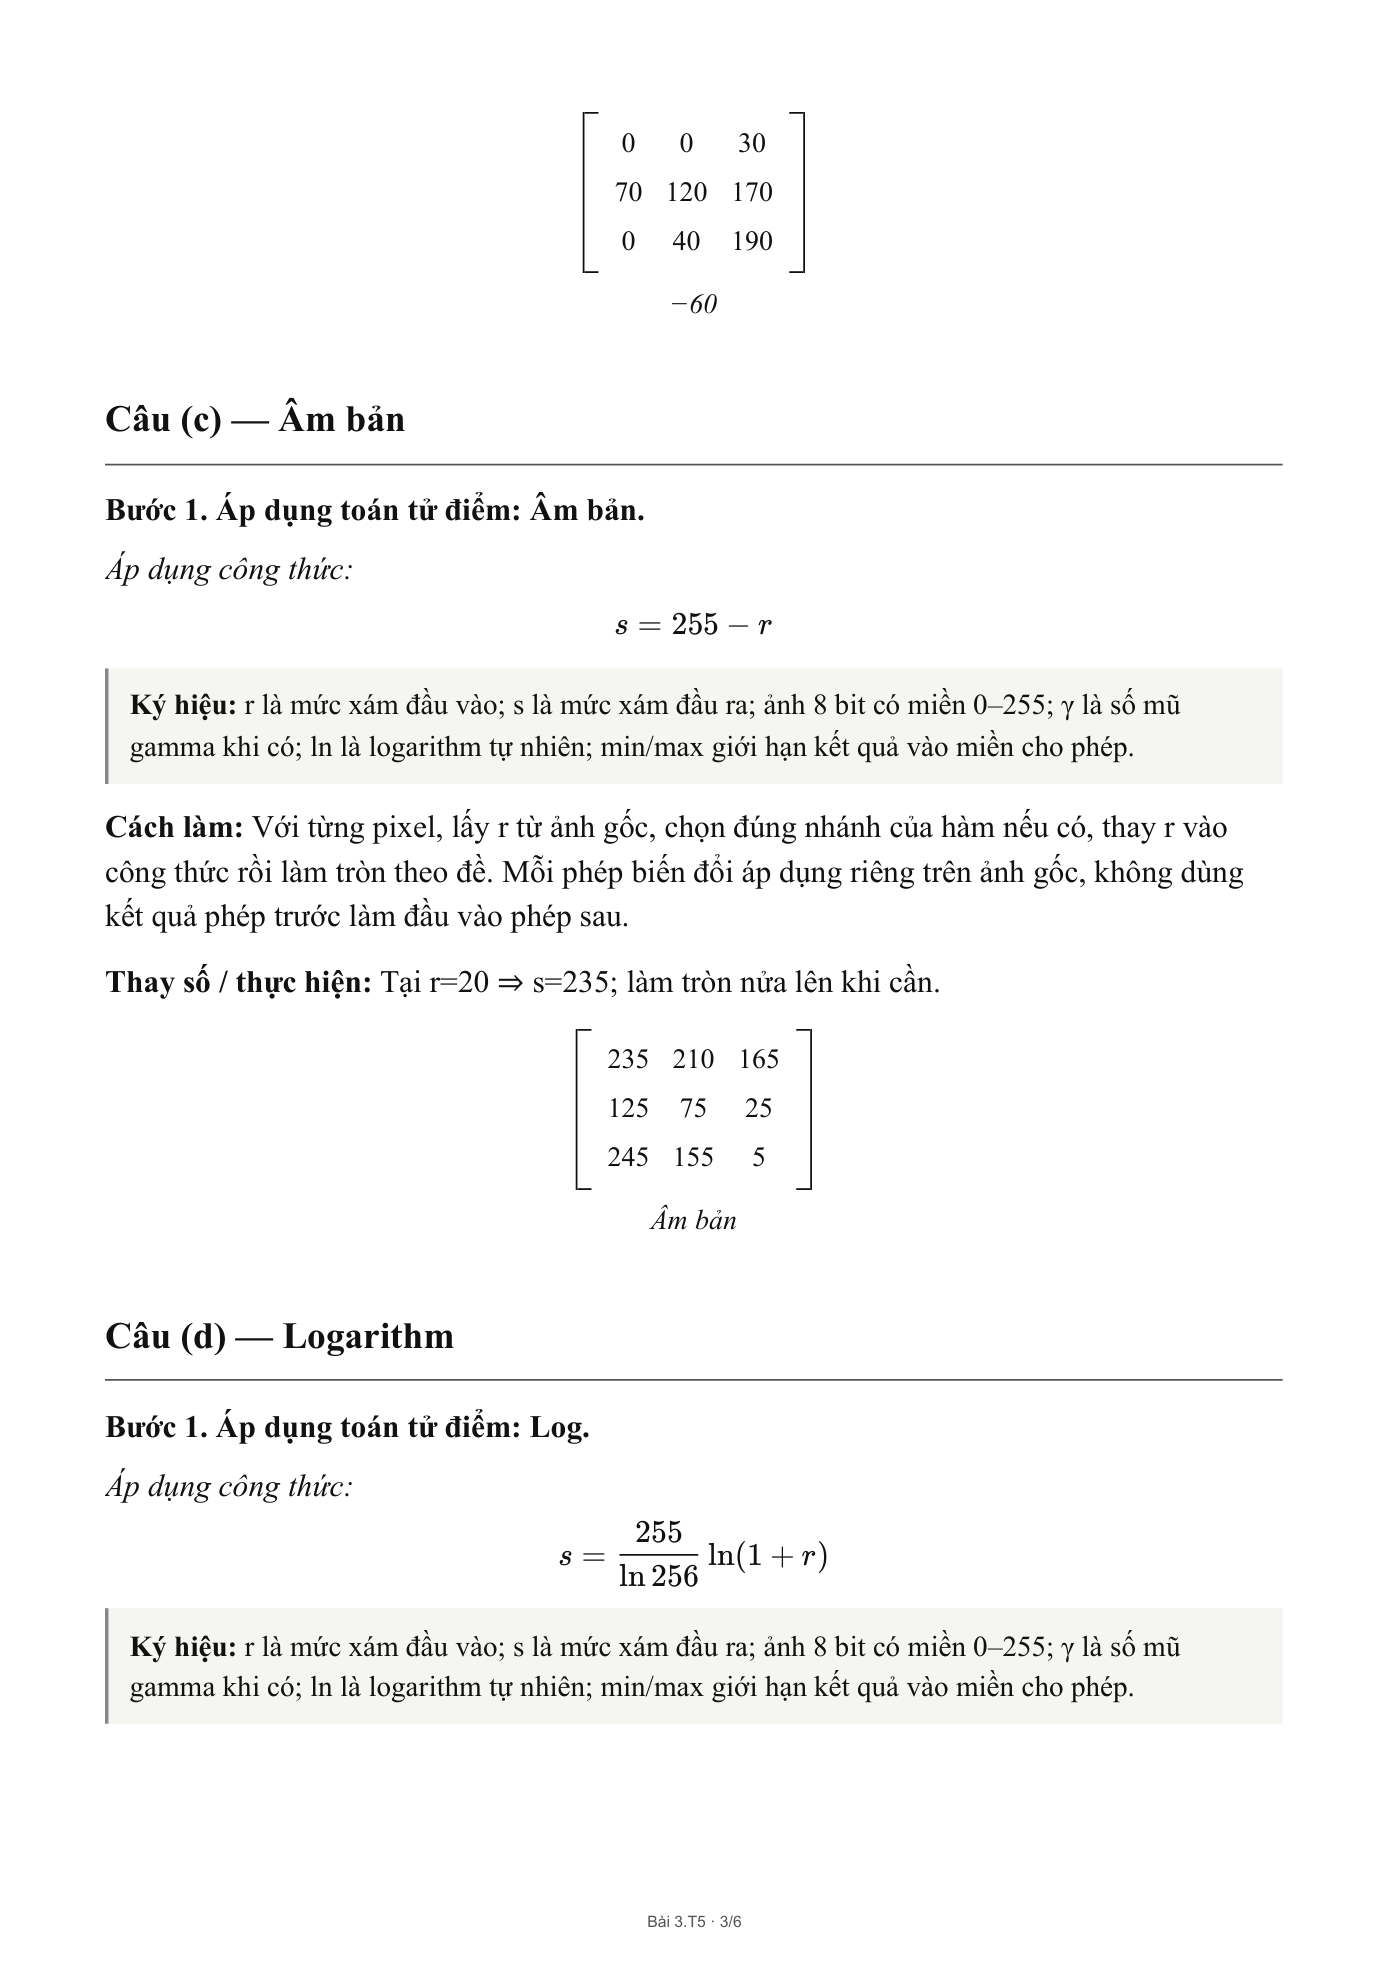 0 0 30
70 120 170
0 40 190
−60
Câu (c) — Âm bản
Bước 1. Áp dụng toán tử điểm: Âm bản.
Áp dụng công thức:
s = 255 − r
Ký hiệu: r là mức xám đầu vào; s là mức xám đầu ra; ảnh 8 bit có miền 0–255; γ là số mũ
gamma khi có; ln là logarithm tự nhiên; min/max giới hạn kết quả vào miền cho phép.
Cách làm: Với từng pixel, lấy r từ ảnh gốc, chọn đúng nhánh của hàm nếu có, thay r vào
công thức rồi làm tròn theo đề. Mỗi phép biến đổi áp dụng riêng trên ảnh gốc, không dùng
kết quả phép trước làm đầu vào phép sau.
Thay số / thực hiện: Tại r=20 ⇒ s=235; làm tròn nửa lên khi cần.
235 210 165
125 75 25
245 155 5
Âm bản
Câu (d) — Logarithm
Bước 1. Áp dụng toán tử điểm: Log.
Áp dụng công thức:
s = 255 / ln 256 ln(1 + r)
Ký hiệu: r là mức xám đầu vào; s là mức xám đầu ra; ảnh 8 bit có miền 0–255; γ là số mũ
gamma khi có; ln là logarithm tự nhiên; min/max giới hạn kết quả vào miền cho phép.
Bài 3.T5 · 3/6